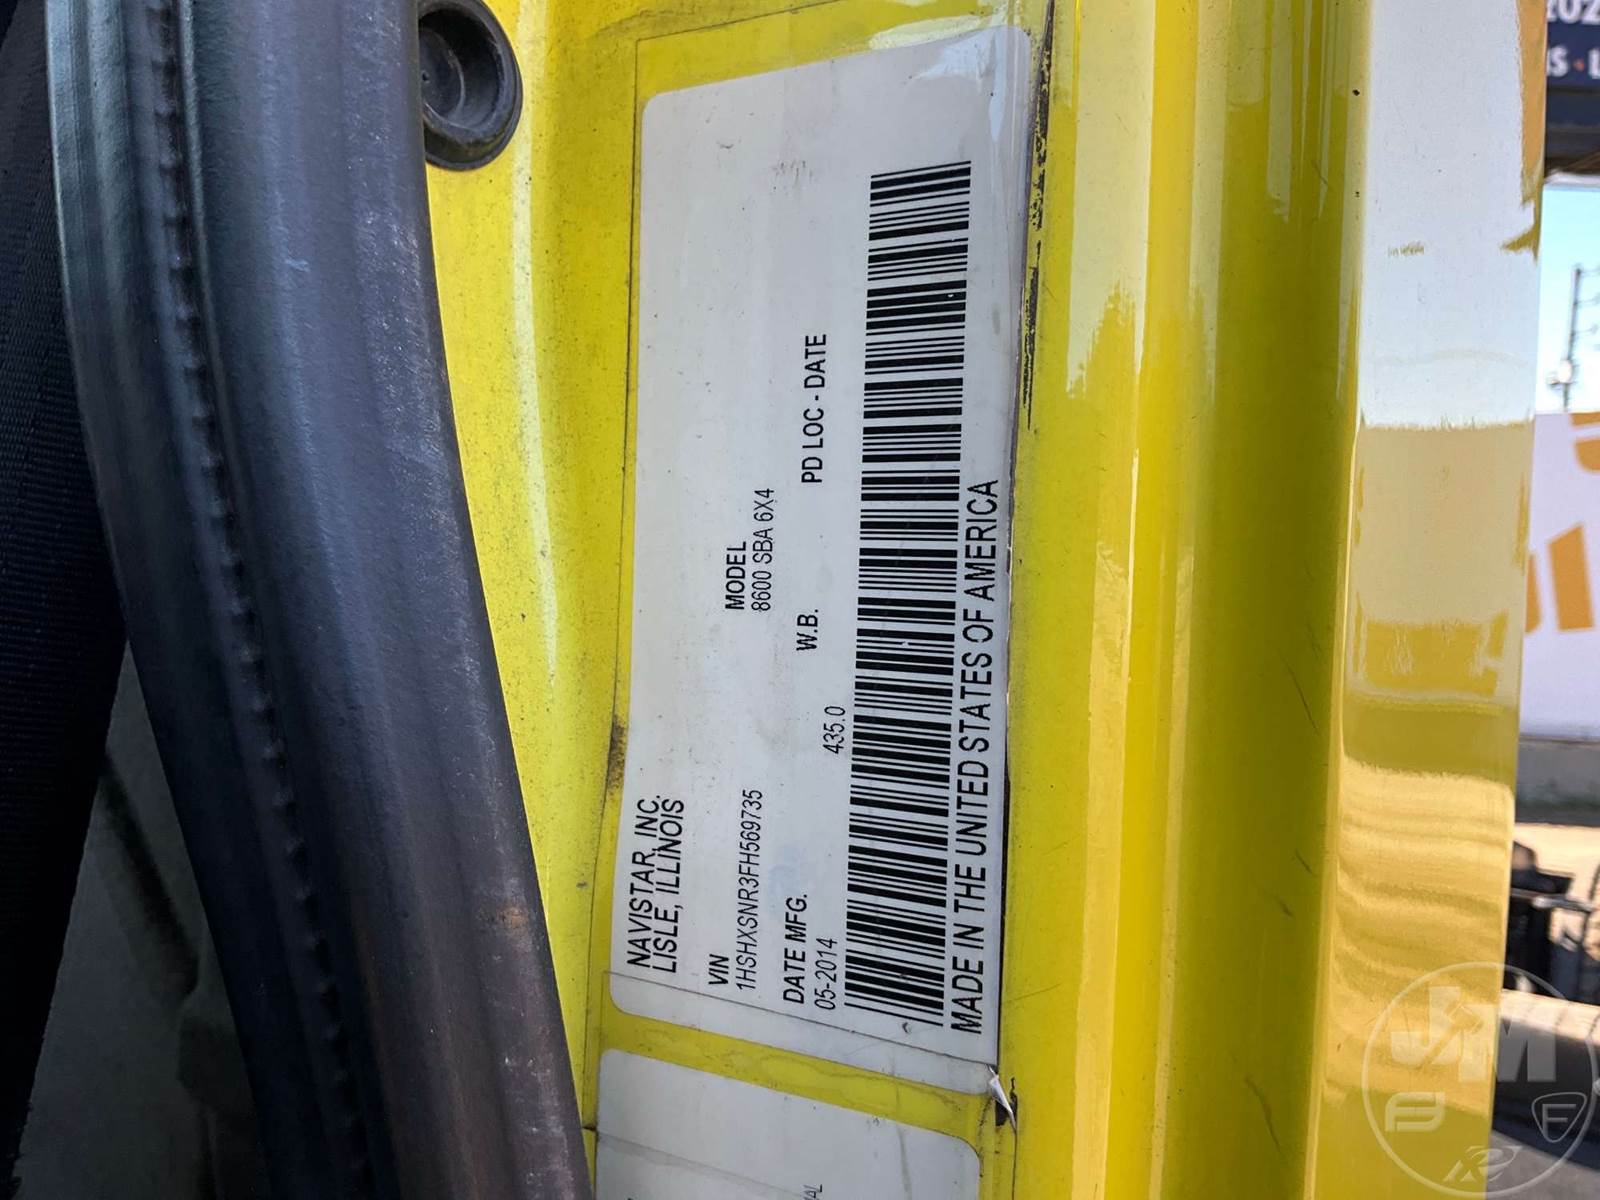 NAVISTAR, INC.
LISLE, ILLINOIS
VIN
1HSHXSNR3FH569735
MODEL
8600 SBA 6X4
DATE MFG.
05-2014
W.B.
435.0
PD LOC - DATE
MADE IN THE UNITED STATES OF AMERICA
J M
F